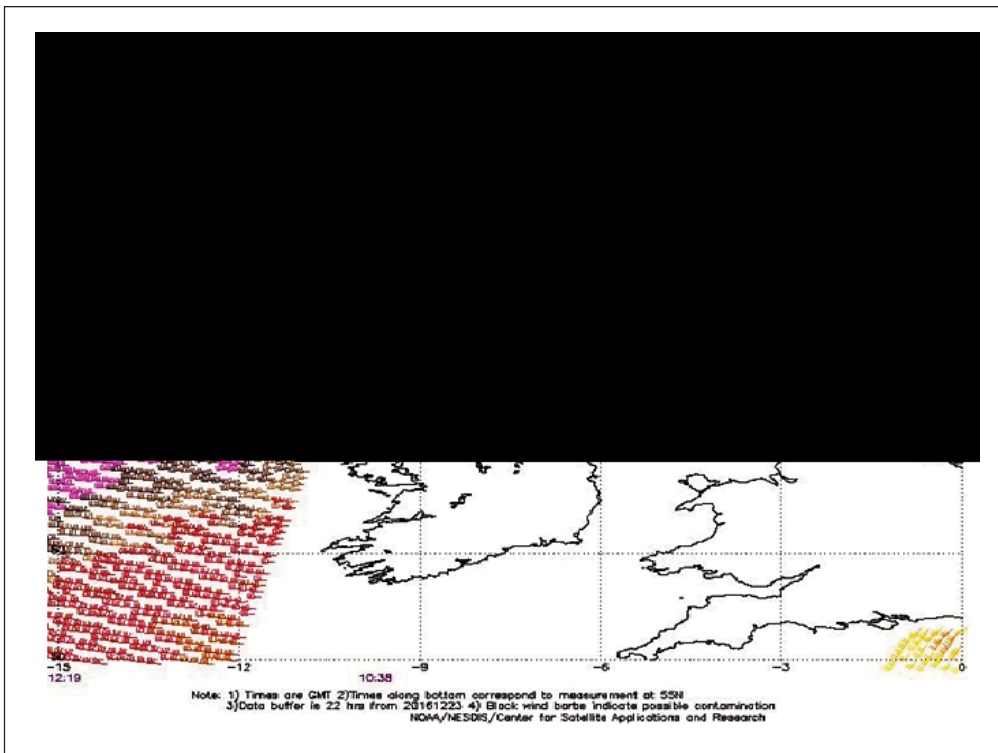 -15 -12 -9 -6 -3 0
12:19 10:38
Note: 1) Times are GMT 2)Times along bottom correspond to measurement at 55N
3)Data buffer is 22 hrs from 20161223 4) Black wind barbs indicate possible contamination
NOAA/NESDIS/Center for Satellite Applications and Research